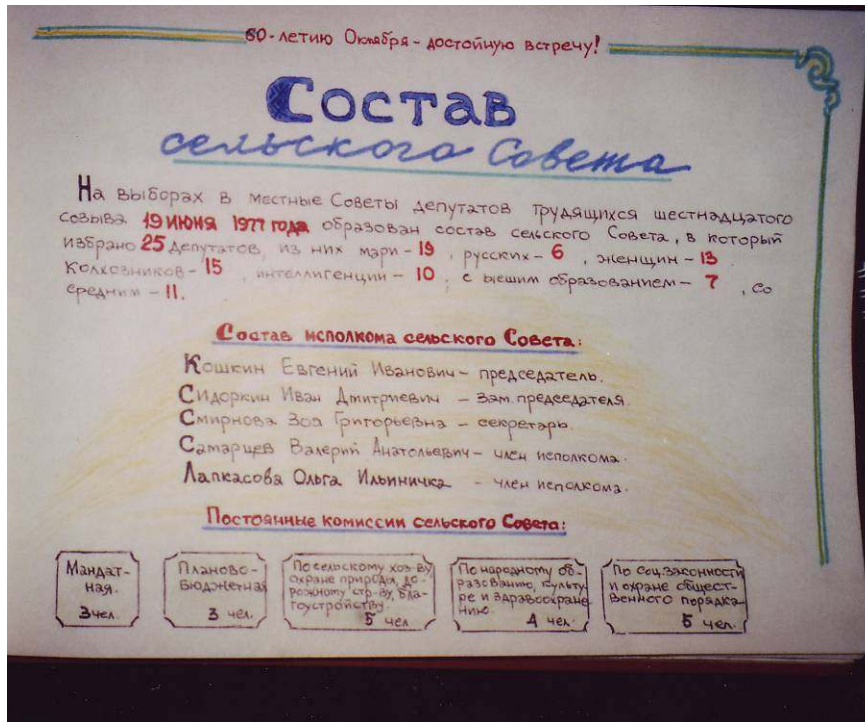 60-летию Октября - достойную встречу!
Состав
сельского Совета
На выборах в местные Советы депутатов трудящихся шестнадцатого
созыва 19 июня 1977 года образован состав сельского Совета, в который
избрано 25 депутатов, из них мари - 19, русских - 6, женщин - 13
Колхозников - 15, интеллигенции - 10, с высшим образованием - 7, со
средним - 11.
Состав исполкома сельского Совета:
Кошкин Евгений Иванович - председатель.
Сидоркин Иван Дмитриевич - зам. председателя.
Смирнова Зоя Григорьевна - секретарь.
Самарцев Валерий Анатольевич - член исполкома.
Лапкасова Ольга Ильиничка - член исполкома.
Постоянные комиссии сельского Совета:
Мандат-
ная.
3 чел.
Планово-
бюджетная
3 чел.
По сельскому хоз-ву,
охране природы, до-
рожному стр-ву, бла-
гоустройству.
5 чел
По народному об-
разованию, культу-
ре и здравоохране-
нию.
4 чел.
По соц. законности
и охране общест-
венного порядка
5 чел.